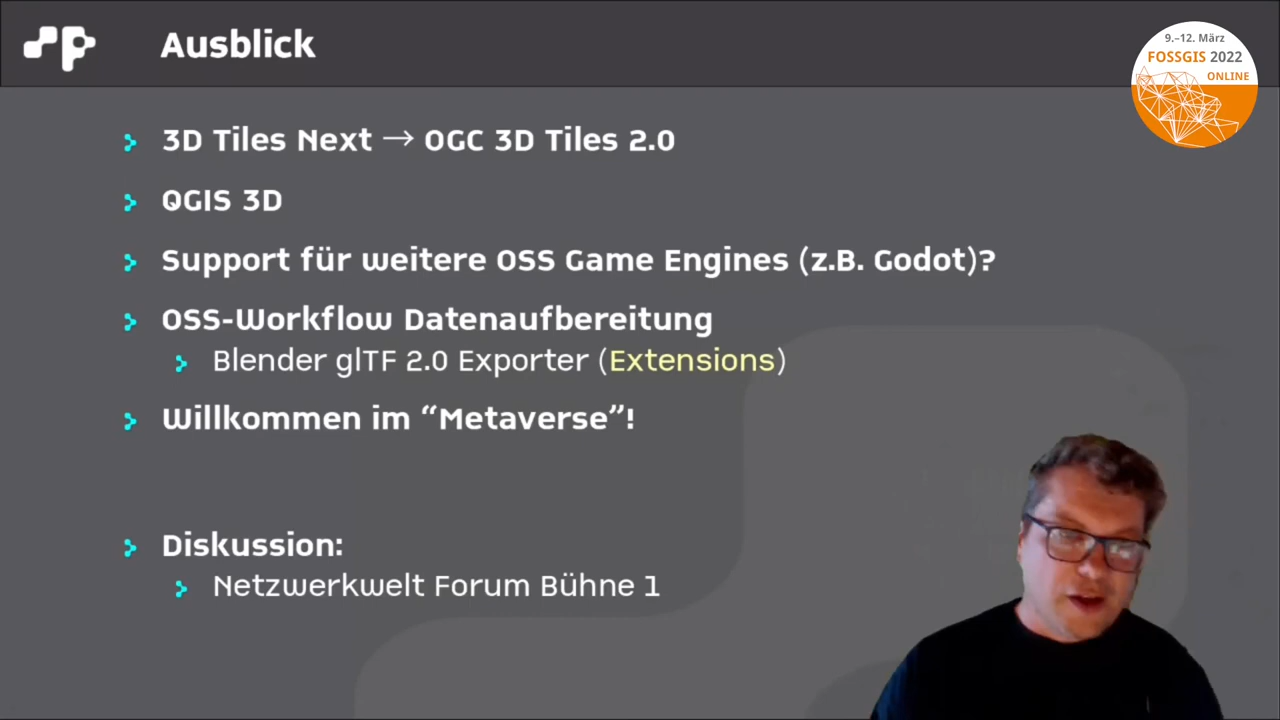 Ausblick
9.–12. März
FOSSGIS 2022
ONLINE
3D Tiles Next → OGC 3D Tiles 2.0
QGIS 3D
Support für weitere OSS Game Engines (z.B. Godot)?
OSS-Workflow Datenaufbereitung
Blender glTF 2.0 Exporter (Extensions)
Willkommen im “Metaverse”!
Diskussion:
Netzwerkwelt Forum Bühne 1